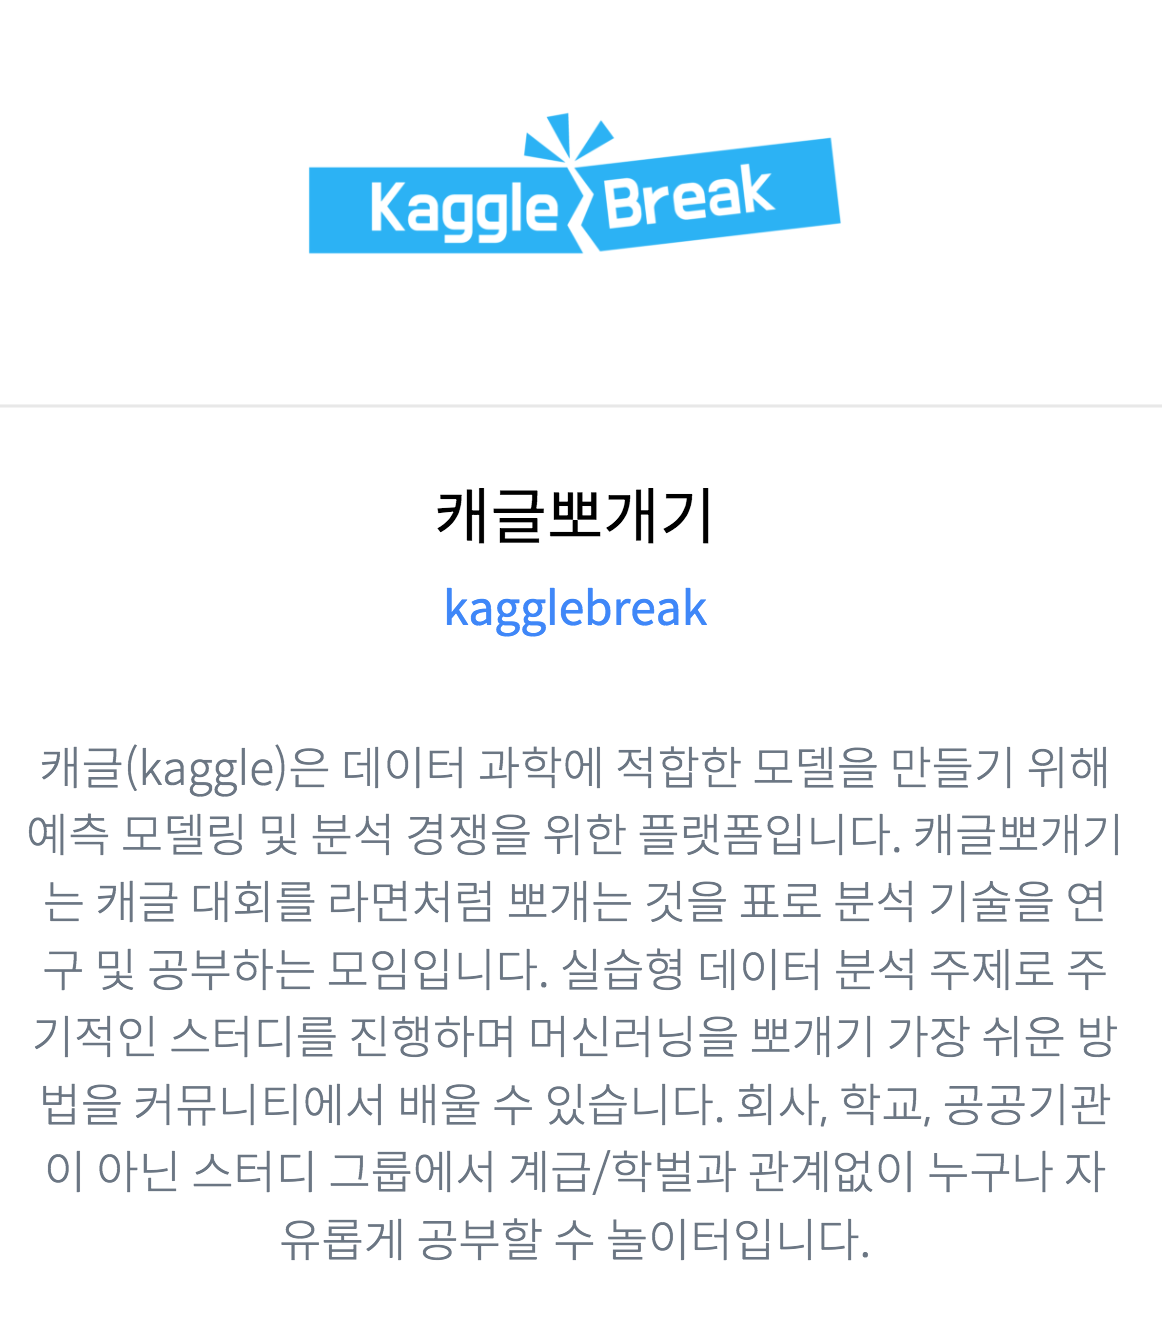 Kaggle Break
캐글뽀개기
kagglebreak
캐글(kaggle)은 데이터 과학에 적합한 모델을 만들기 위해
예측 모델링 및 분석 경쟁을 위한 플랫폼입니다. 캐글뽀개기
는 캐글 대회를 라면처럼 뽀개는 것을 표로 분석 기술을 연
구 및 공부하는 모임입니다. 실습형 데이터 분석 주제로 주
기적인 스터디를 진행하며 머신러닝을 뽀개기 가장 쉬운 방
법을 커뮤니티에서 배울 수 있습니다. 회사, 학교, 공공기관
이 아닌 스터디 그룹에서 계급/학벌과 관계없이 누구나 자
유롭게 공부할 수 놀이터입니다.